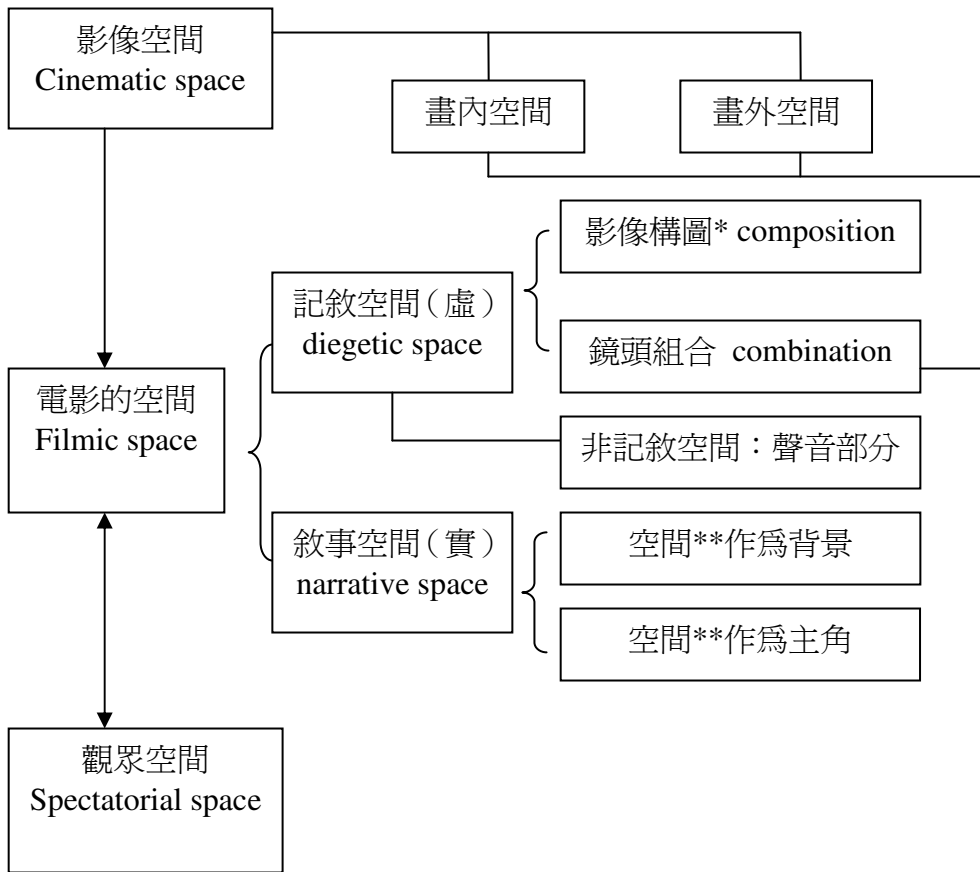 影像空間
Cinematic space
畫內空間
畫外空間
影像構圖* composition
記敘空間（虛）
diegetic space
鏡頭組合 combination
電影的空間
Filmic space
非記敘空間：聲音部分
敘事空間（實）
narrative space
空間**作爲背景
空間**作爲主角
觀眾空間
Spectatorial space